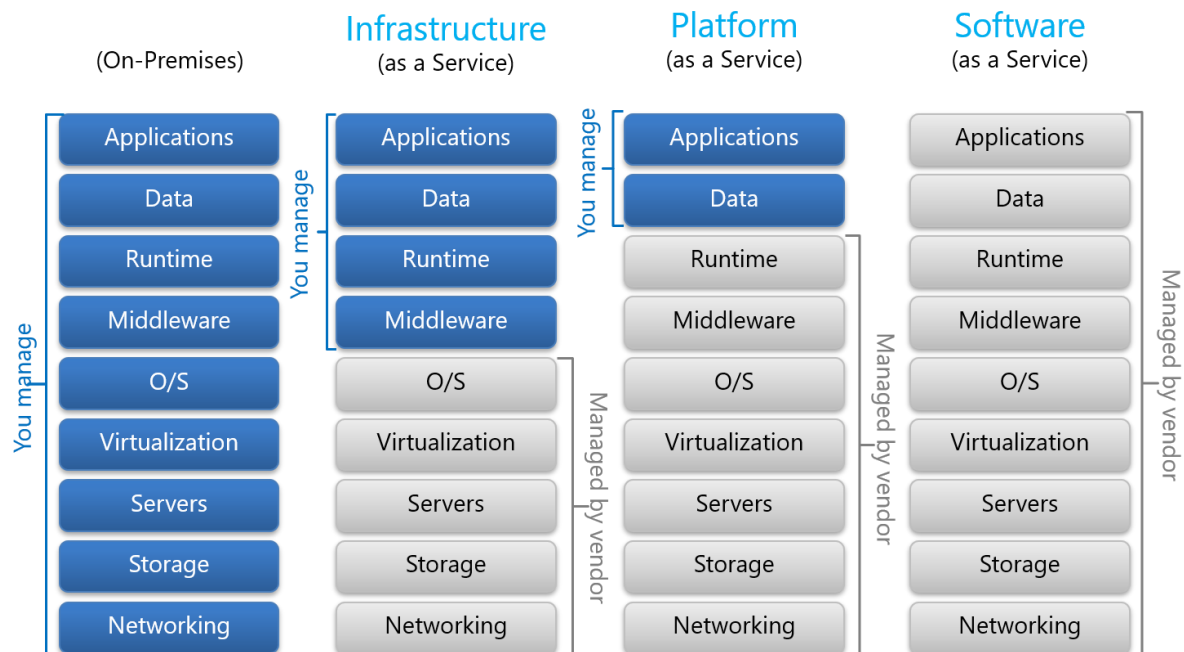 (On-Premises)
Infrastructure
(as a Service)
Platform
(as a Service)
Software
(as a Service)
You manage
Applications
Data
Runtime
Middleware
O/S
Virtualization
Servers
Storage
Networking
You manage
Applications
Data
Runtime
Middleware
O/S
Virtualization
Servers
Storage
Networking
Managed by vendor
You manage
Applications
Data
Runtime
Middleware
O/S
Virtualization
Servers
Storage
Networking
Managed by vendor
Applications
Data
Runtime
Middleware
O/S
Virtualization
Servers
Storage
Networking
Managed by vendor